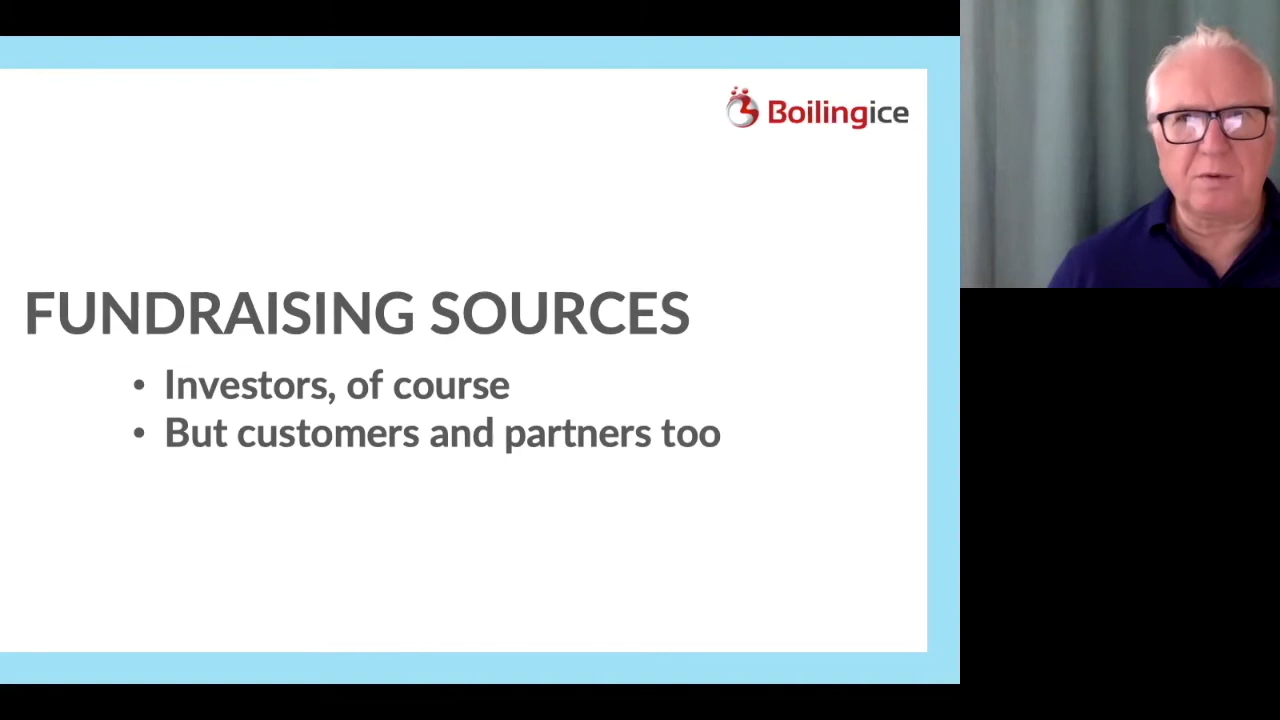 Boilingice
FUNDRAISING SOURCES
• Investors, of course
• But customers and partners too